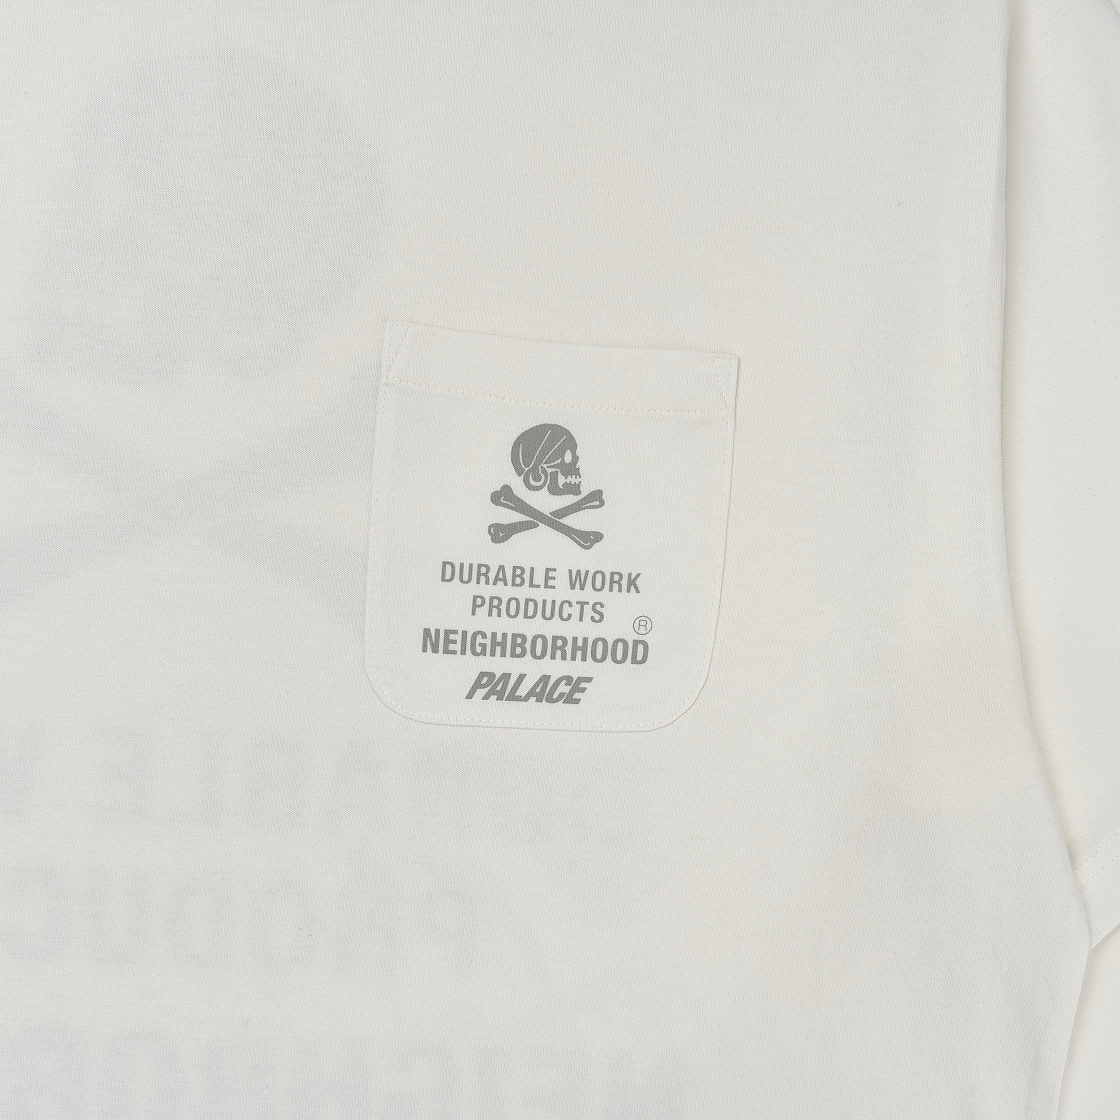 DURABLE WORK
PRODUCTS
NEIGHBORHOOD®
PALACE